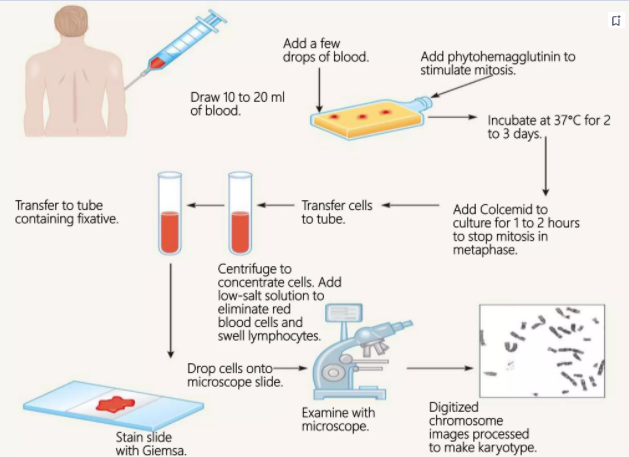 Draw 10 to 20 ml
of blood.
Add a few
drops of blood.
Add phytohemagglutinin to
stimulate mitosis.
Incubate at 37°C for 2
to 3 days.
Add Colcemid to
culture for 1 to 2 hours
to stop mitosis in
metaphase.
Transfer cells
to tube.
Centrifuge to
concentrate cells. Add
low-salt solution to
eliminate red
blood cells and
swell lymphocytes.
Transfer to tube
containing fixative.
Drop cells onto
microscope slide.
Stain slide
with Giemsa.
Examine with
microscope.
Digitized
chromosome
images processed
to make karyotype.